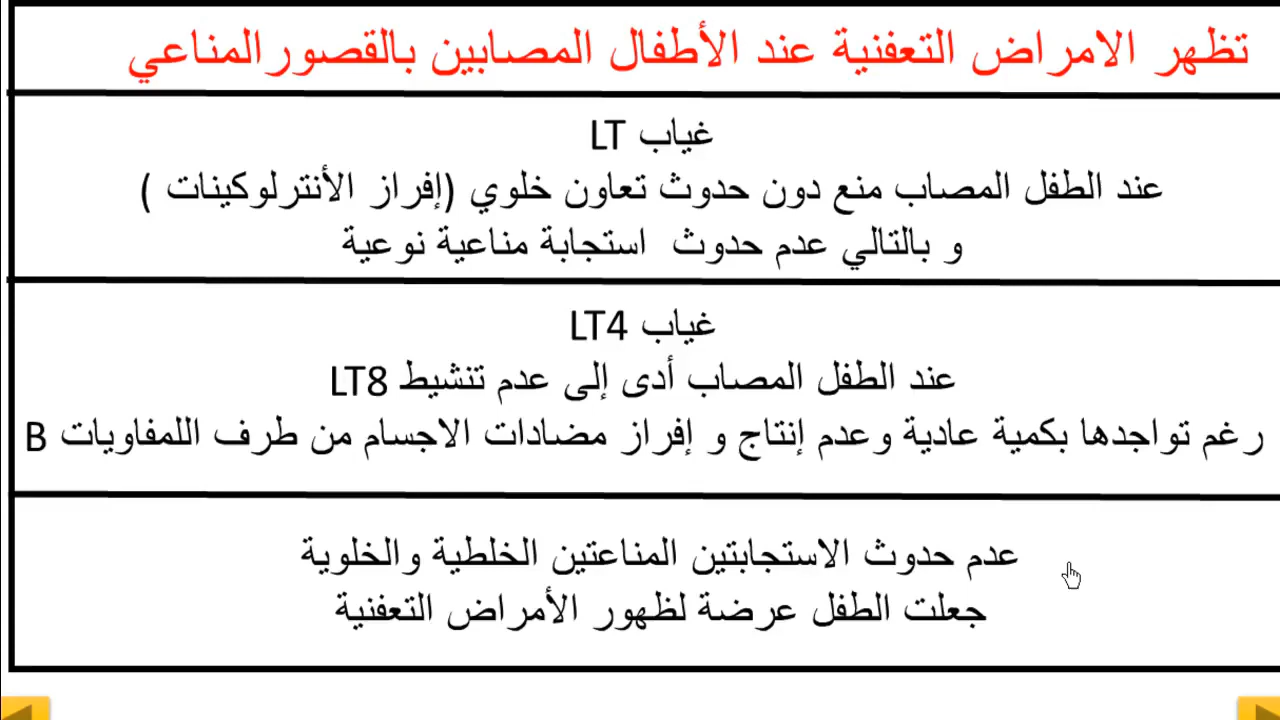 تظهر الامراض التعفنية عند الأطفال المصابين بالقصورالمناعي
غياب LT
عند الطفل المصاب منع دون حدوث تعاون خلوي (إفراز الأنترلوكينات )
و بالتالي عدم حدوث استجابة مناعية نوعية
غياب LT4
عند الطفل المصاب أدى إلى عدم تنشيط LT8
رغم تواجدها بكمية عادية وعدم إنتاج و إفراز مضادات الاجسام من طرف اللمفاويات B
عدم حدوث الاستجابتين المناعتين الخلطية والخلوية
جعلت الطفل عرضة لظهور الأمراض التعفنية